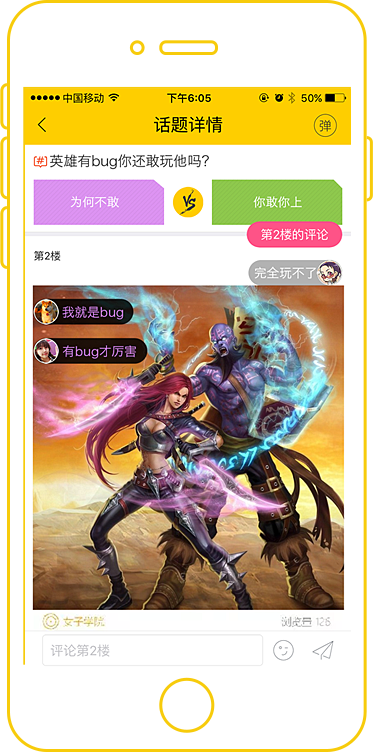 中国移动
下午6:05
50%
话题详情
弹
[#]英雄有bug你还敢玩他吗?
为何不敢
VS
你敢你上
第2楼的评论
第2楼
完全玩不了
我就是bug
有bug才厉害
女子学院
浏览量 126
评论第2楼